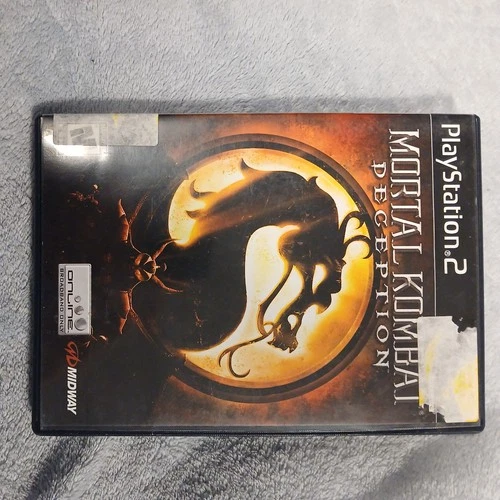 PlayStation®2
MORTAL KOMBAT
DECEPTION
M
ONLINE
BROADBAND ONLY
MIDWAY